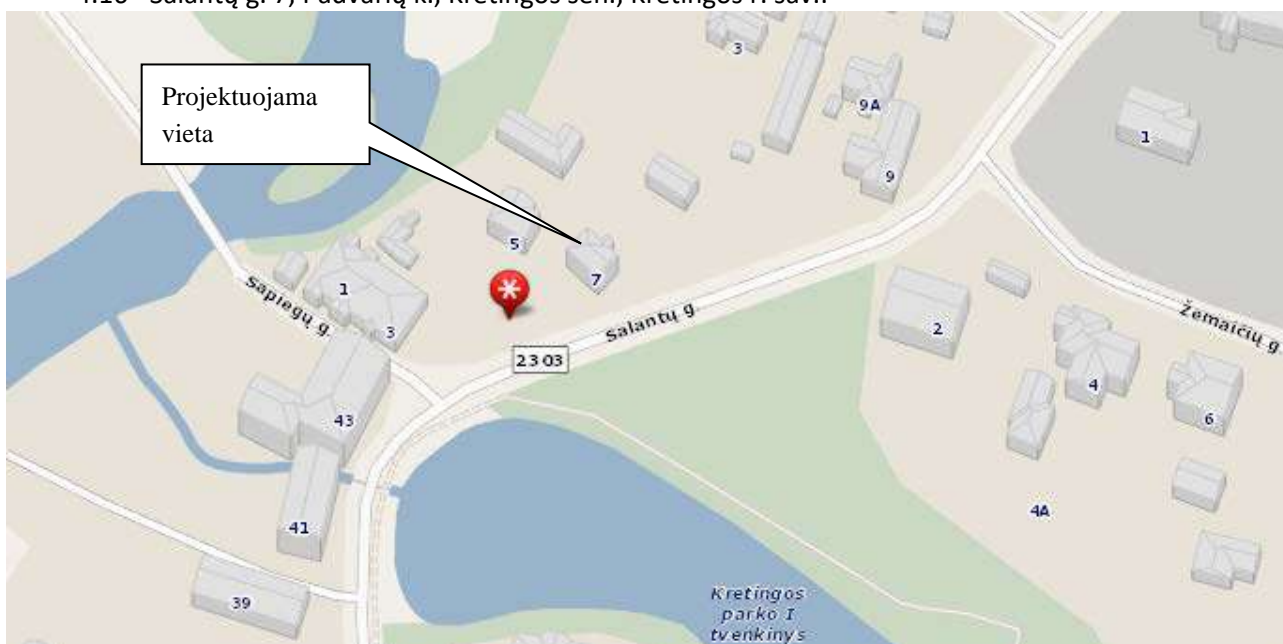 Projektuojama
vieta
3
9A
1
9
5
7
Sapiegų g.
1
3
Salantų g.
2303
2
Žemaičių g
4
6
43
41
4A
39
Kretingos
parko I
tvenkinys